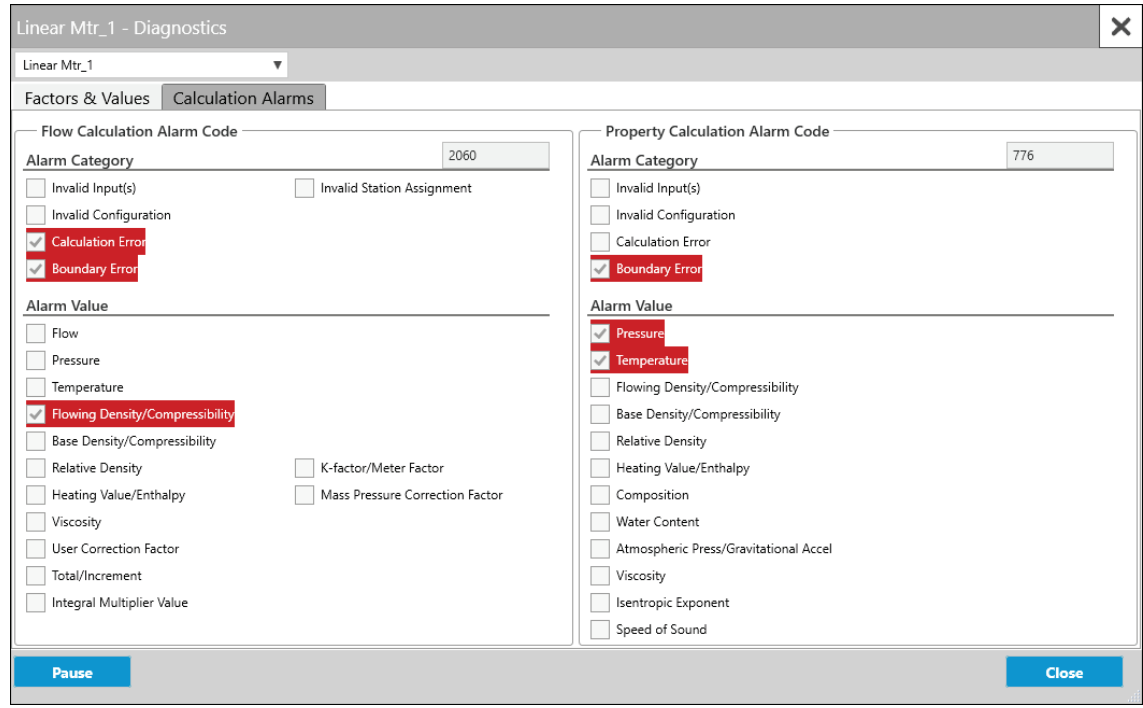 Linear Mtr_1 - Diagnostics
Linear Mtr_1
Factors & Values
Calculation Alarms
Flow Calculation Alarm Code
Alarm Category
2060
Invalid Input(s)
Invalid Station Assignment
Invalid Configuration
Calculation Error
Boundary Error
Alarm Value
Flow
Pressure
Temperature
Flowing Density/Compressibility
Base Density/Compressibility
Relative Density
K-factor/Meter Factor
Heating Value/Enthalpy
Mass Pressure Correction Factor
Viscosity
User Correction Factor
Total/Increment
Integral Multiplier Value
Property Calculation Alarm Code
Alarm Category
776
Invalid Input(s)
Invalid Configuration
Calculation Error
Boundary Error
Alarm Value
Pressure
Temperature
Flowing Density/Compressibility
Base Density/Compressibility
Relative Density
Heating Value/Enthalpy
Composition
Water Content
Atmospheric Press/Gravitational Accel
Viscosity
Isentropic Exponent
Speed of Sound
Pause
Close